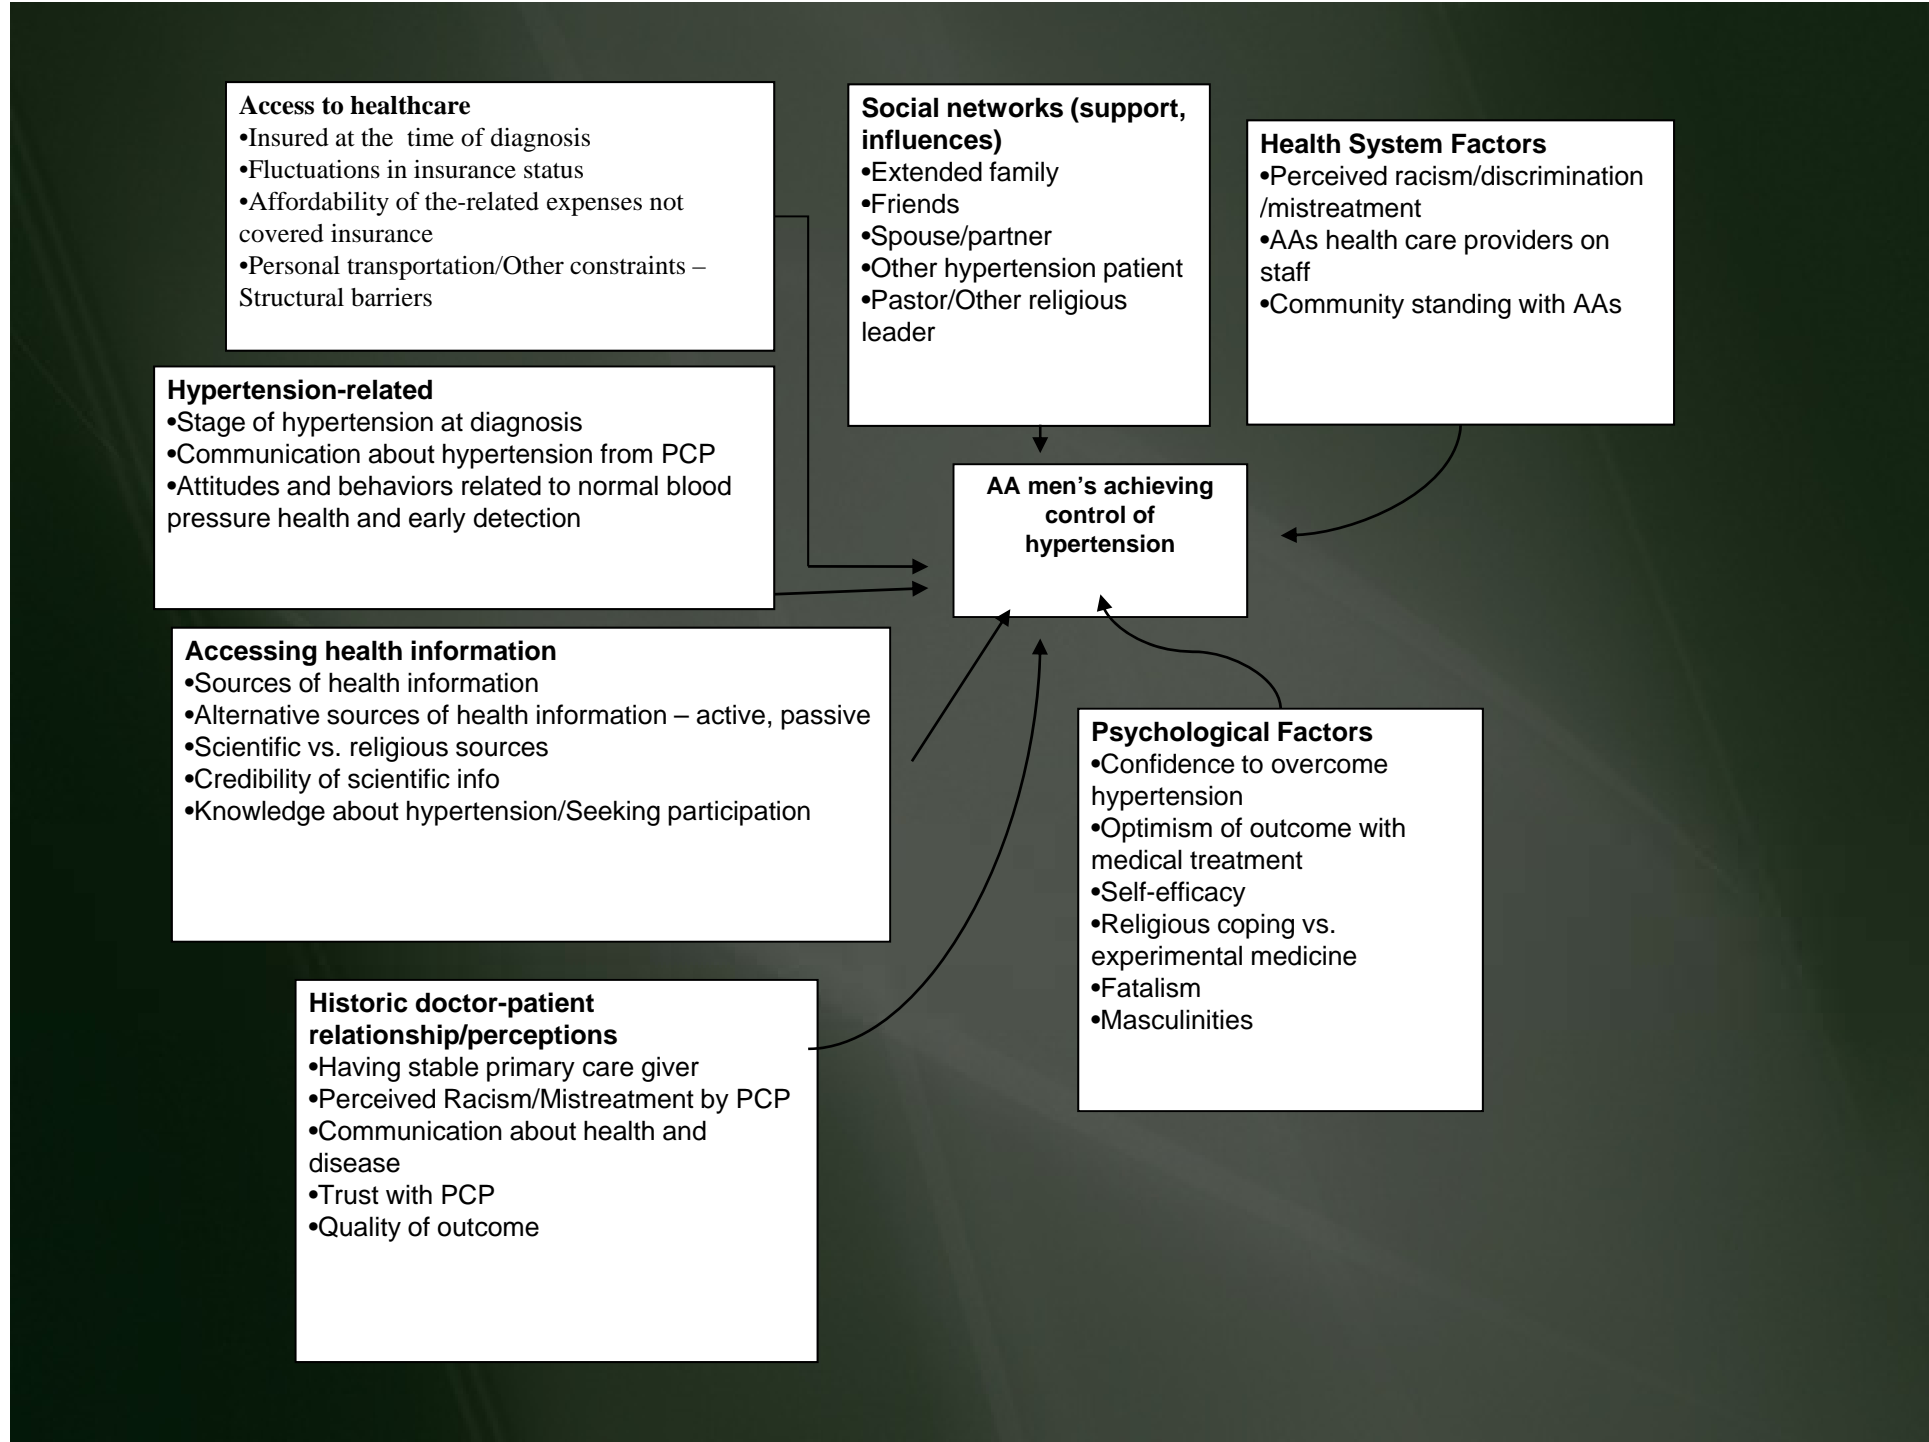 Access to healthcare
•Insured at the  time of diagnosis
•Fluctuations in insurance status
•Affordability of the-related expenses not
covered insurance
•Personal transportation/Other constraints –
Structural barriers
Social networks (support,
influences)
•Extended family
•Friends
•Spouse/partner
•Other hypertension patient
•Pastor/Other religious
leader
Health System Factors
•Perceived racism/discrimination
/mistreatment
•AAs health care providers on
staff
•Community standing with AAs
Hypertension-related
•Stage of hypertension at diagnosis
•Communication about hypertension from PCP
•Attitudes and behaviors related to normal blood
pressure health and early detection
AA men’s achieving
control of
hypertension
Accessing health information
•Sources of health information
•Alternative sources of health information – active, passive
•Scientific vs. religious sources
•Credibility of scientific info
•Knowledge about hypertension/Seeking participation
Psychological Factors
•Confidence to overcome
hypertension
•Optimism of outcome with
medical treatment
•Self-efficacy
•Religious coping vs.
experimental medicine
•Fatalism
•Masculinities
Historic doctor-patient
relationship/perceptions
•Having stable primary care giver
•Perceived Racism/Mistreatment by PCP
•Communication about health and
disease
•Trust with PCP
•Quality of outcome